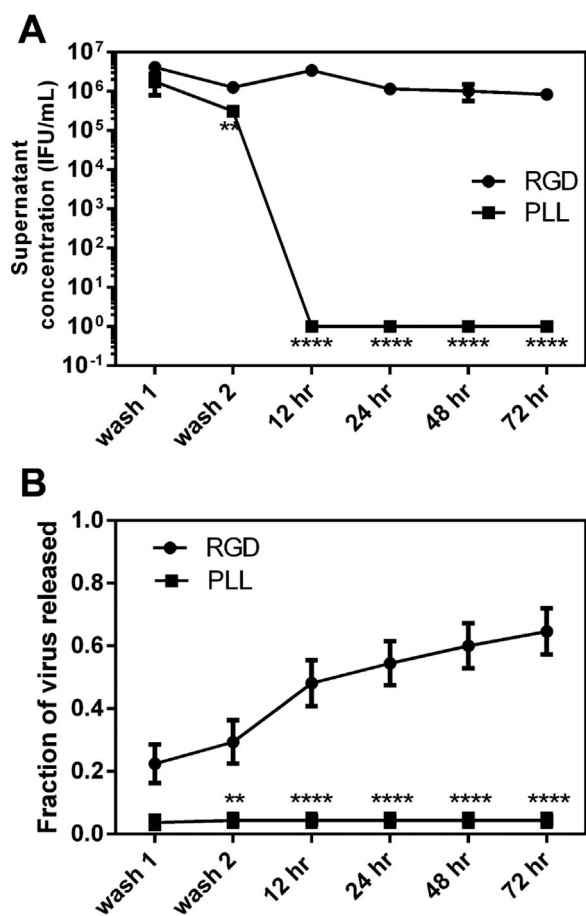 A
Supernatant
concentration (IFU/mL)
10^7
10^6
10^5
10^4
10^3
10^2
10^1
10^0
10^-1
RGD
PLL
**
****
****
****
****
wash 1
wash 2
12 hr
24 hr
48 hr
72 hr
B
Fraction of virus released
1.0
0.8
0.6
0.4
0.2
0.0
RGD
PLL
**
****
****
****
****
wash 1
wash 2
12 hr
24 hr
48 hr
72 hr